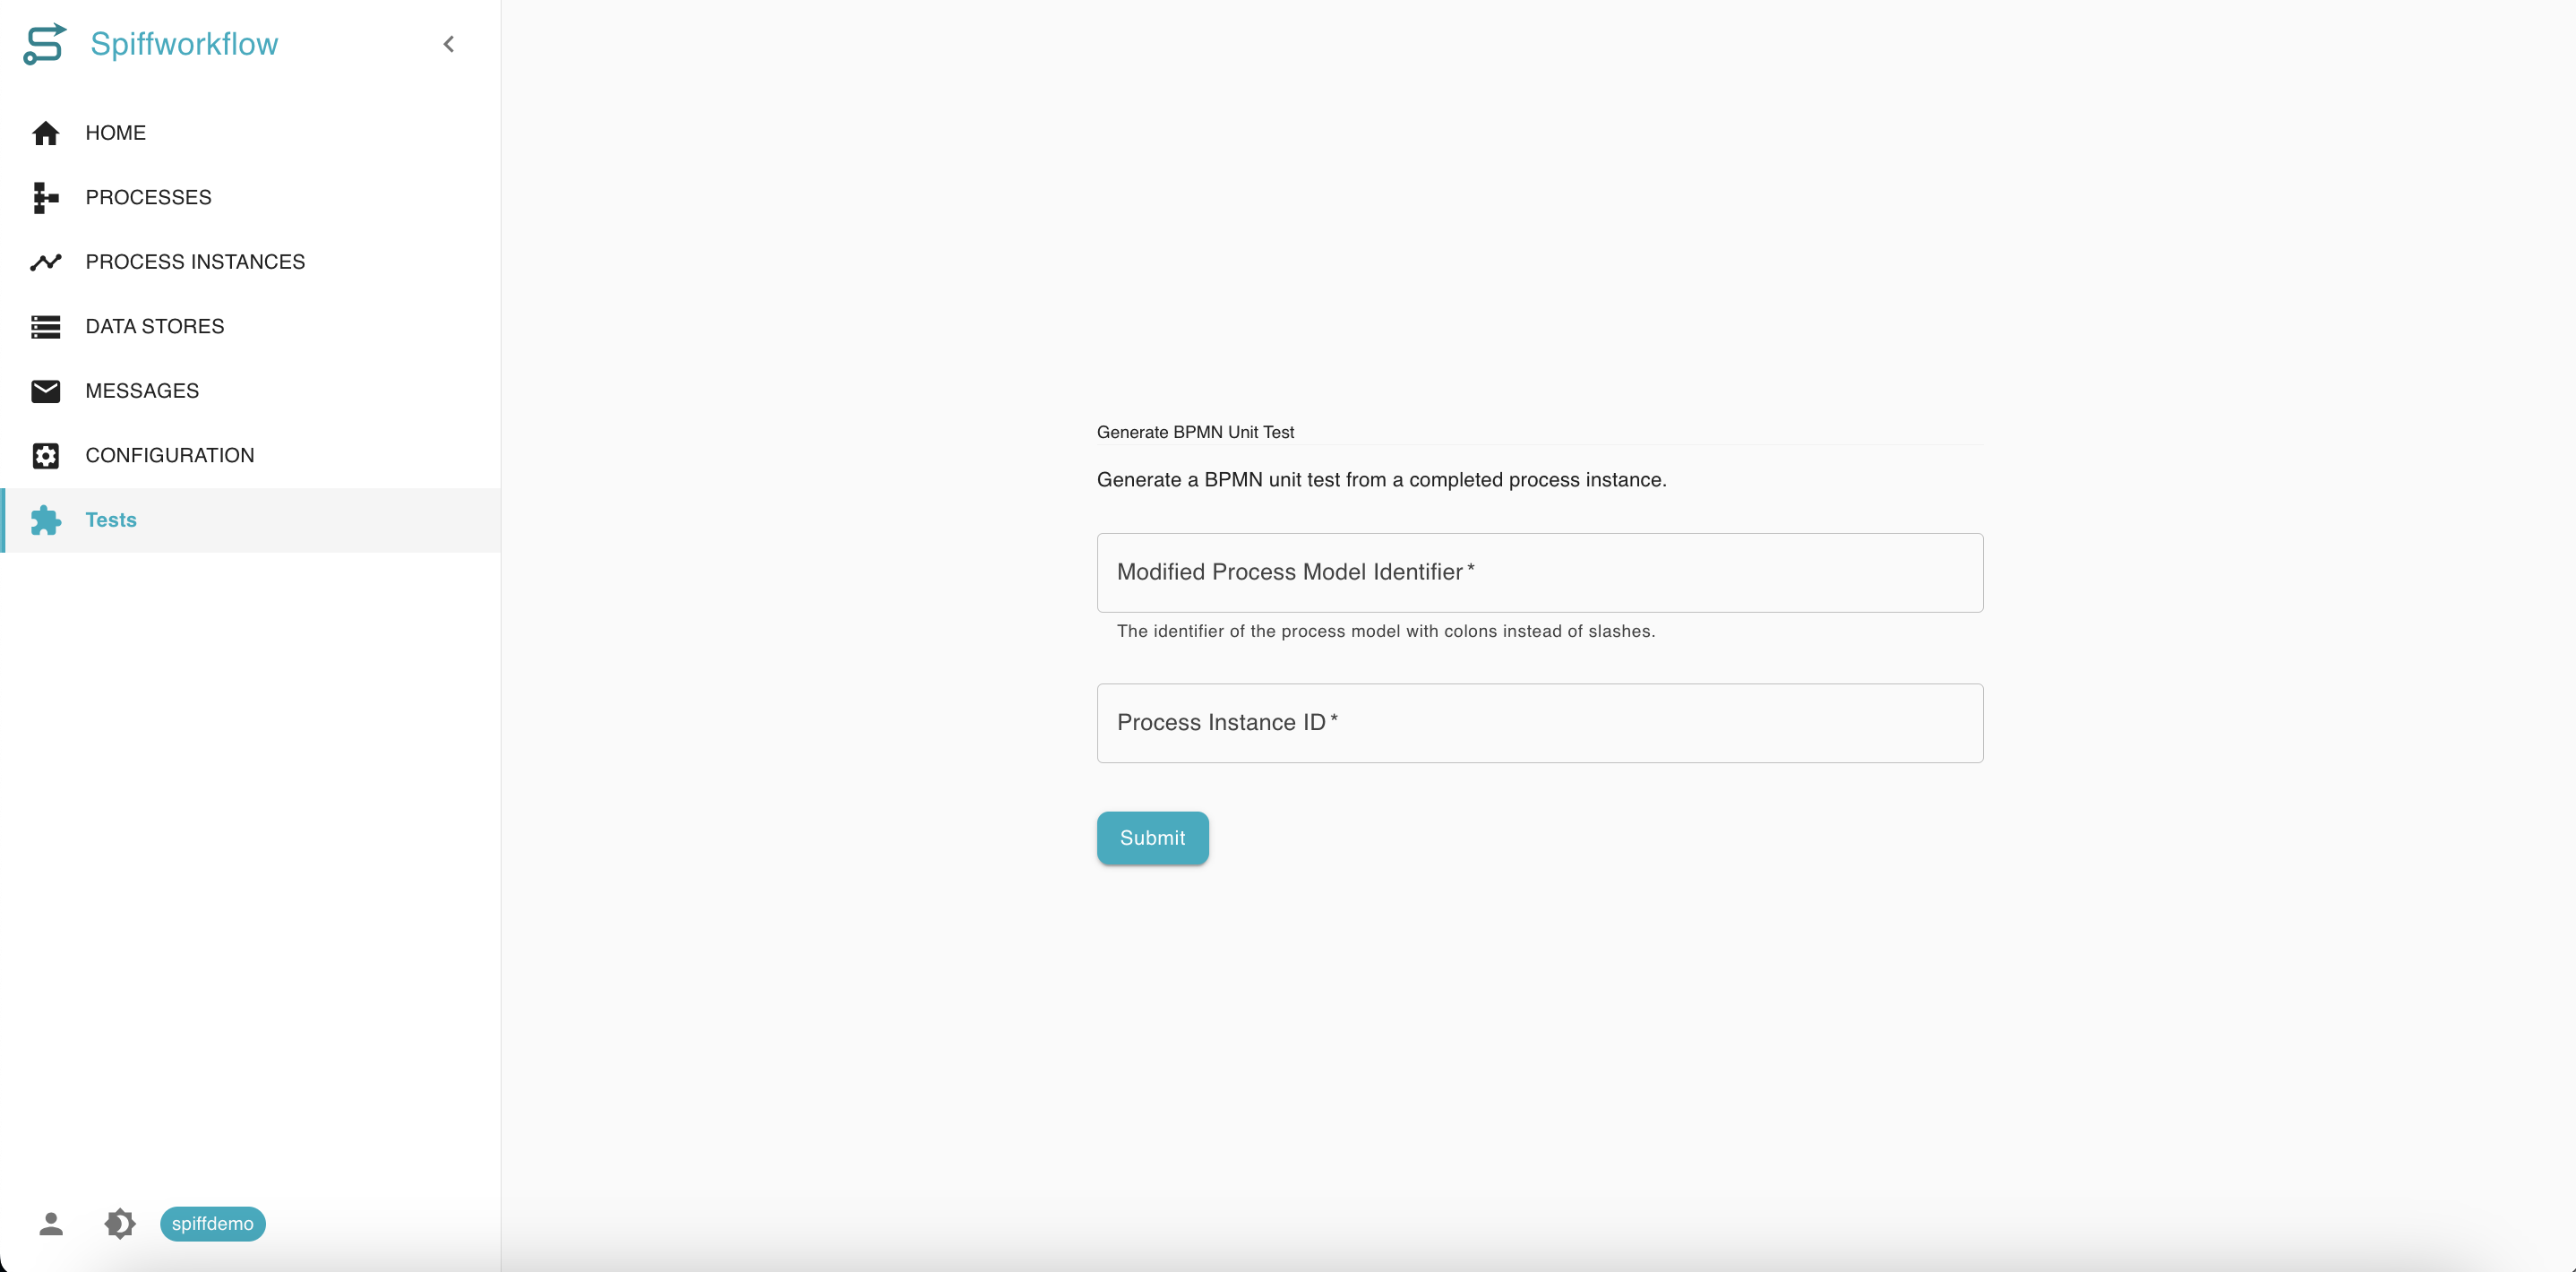 Spiffworkflow
HOME
PROCESSES
PROCESS INSTANCES
DATA STORES
MESSAGES
CONFIGURATION
Tests
spiffdemo
Generate BPMN Unit Test
Generate a BPMN unit test from a completed process instance.
Modified Process Model Identifier *
The identifier of the process model with colons instead of slashes.
Process Instance ID *
Submit